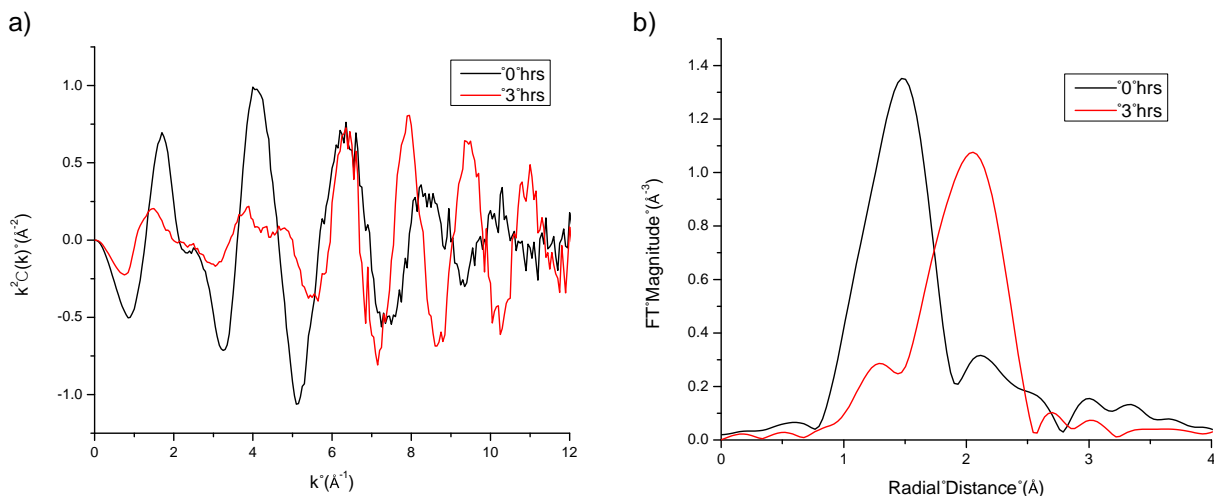 a)
°0°hrs
°3°hrs
1.0
0.5
0.0
-0.5
-1.0
k²C(k)°(Å⁻²)
0
2
4
6
8
10
12
k°(Å⁻¹)
b)
°0°hrs
°3°hrs
1.4
1.2
1.0
0.8
0.6
0.4
0.2
0.0
FT°Magnitude°(Å⁻³)
0
1
2
3
4
Radial°Distance°(Å)